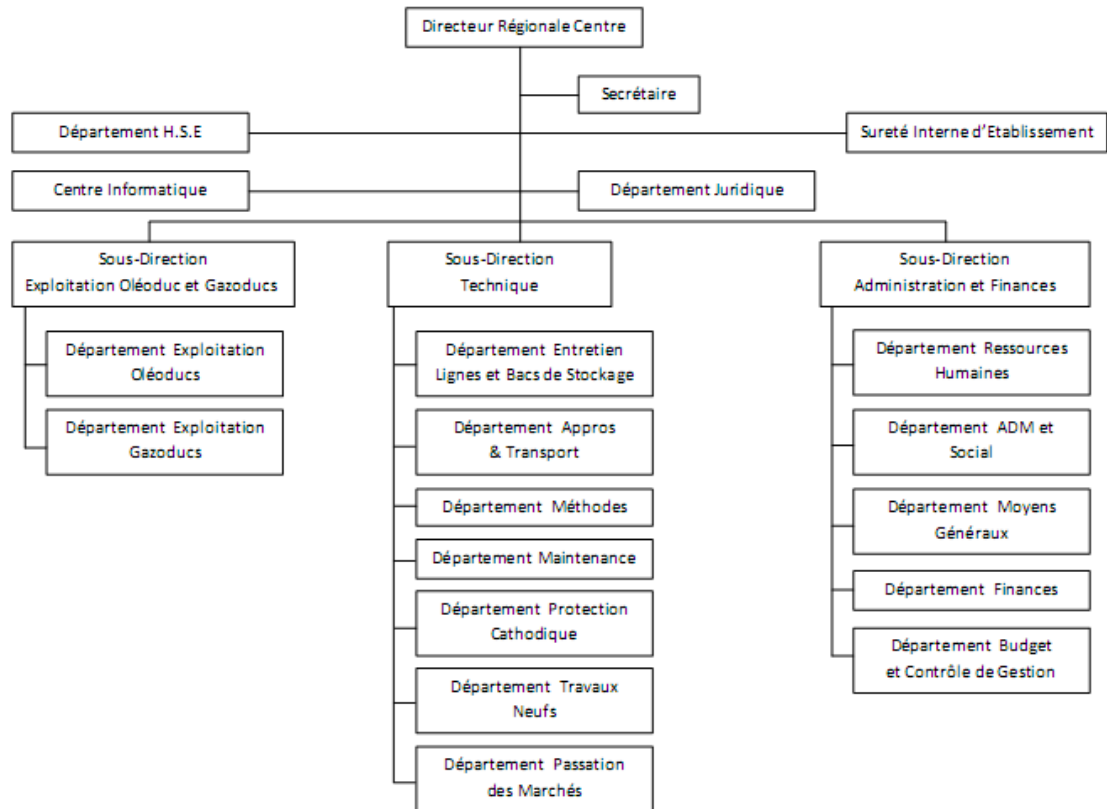 Directeur Régionale Centre
Secrétaire
Département H.S.E
Sureté Interne d'Etablissement
Centre Informatique
Département Juridique
Sous-Direction
Exploitation Oléoduc et Gazoducs
Département Exploitation
Oléoducs
Département Exploitation
Gazoducs
Sous-Direction
Technique
Département Entretien
Lignes et Bacs de Stockage
Département Appros
& Transport
Département Méthodes
Département Maintenance
Département Protection
Cathodique
Département Travaux
Neufs
Département Passation
des Marchés
Sous-Direction
Administration et Finances
Département Ressources
Humaines
Département ADM et
Social
Département Moyens
Généraux
Département Finances
Département Budget
et Contrôle de Gestion